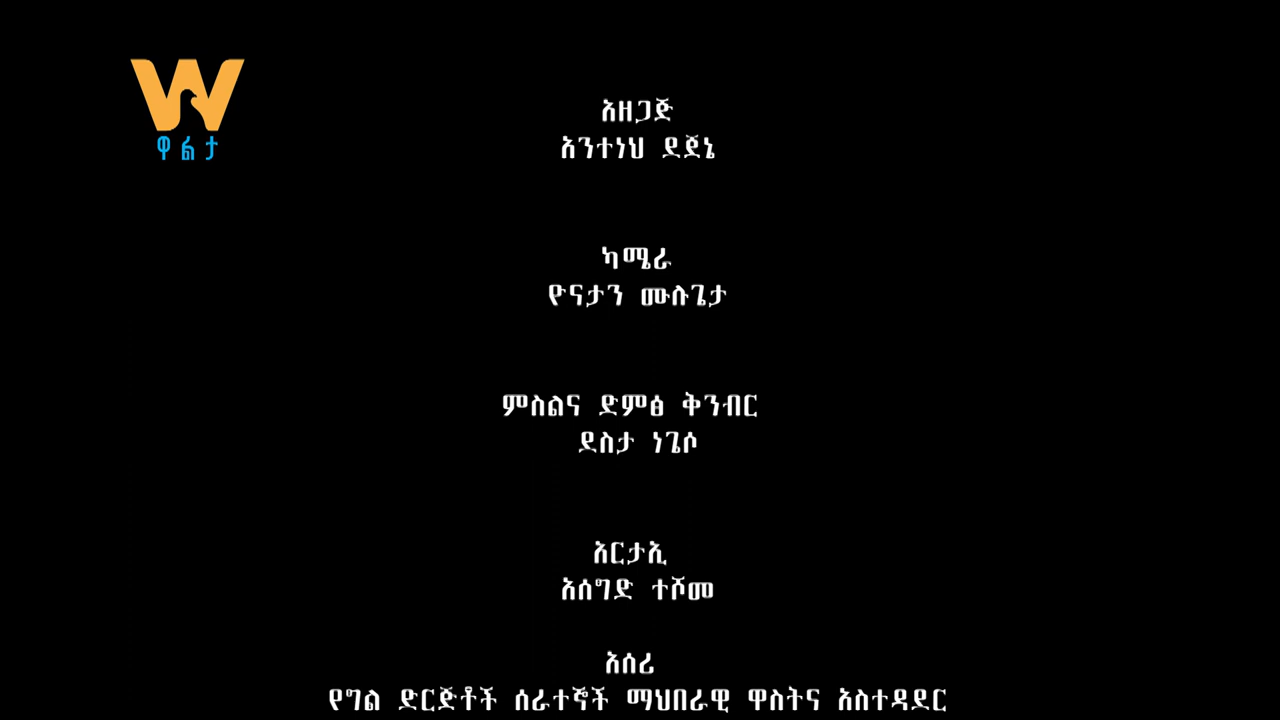 ዋልታ
አዘጋጅ
አንተነህ ደጀኔ
ካሜራ
ዮናታን ሙሉጌታ
ምስልና ድምፅ ቅንብር
ደስታ ነጌሶ
አርታኢ
አሰግድ ተሾመ
አሰሪ
የግል ድርጅቶች ሰራተኞች ማህበራዊ ዋስትና አስተዳደር